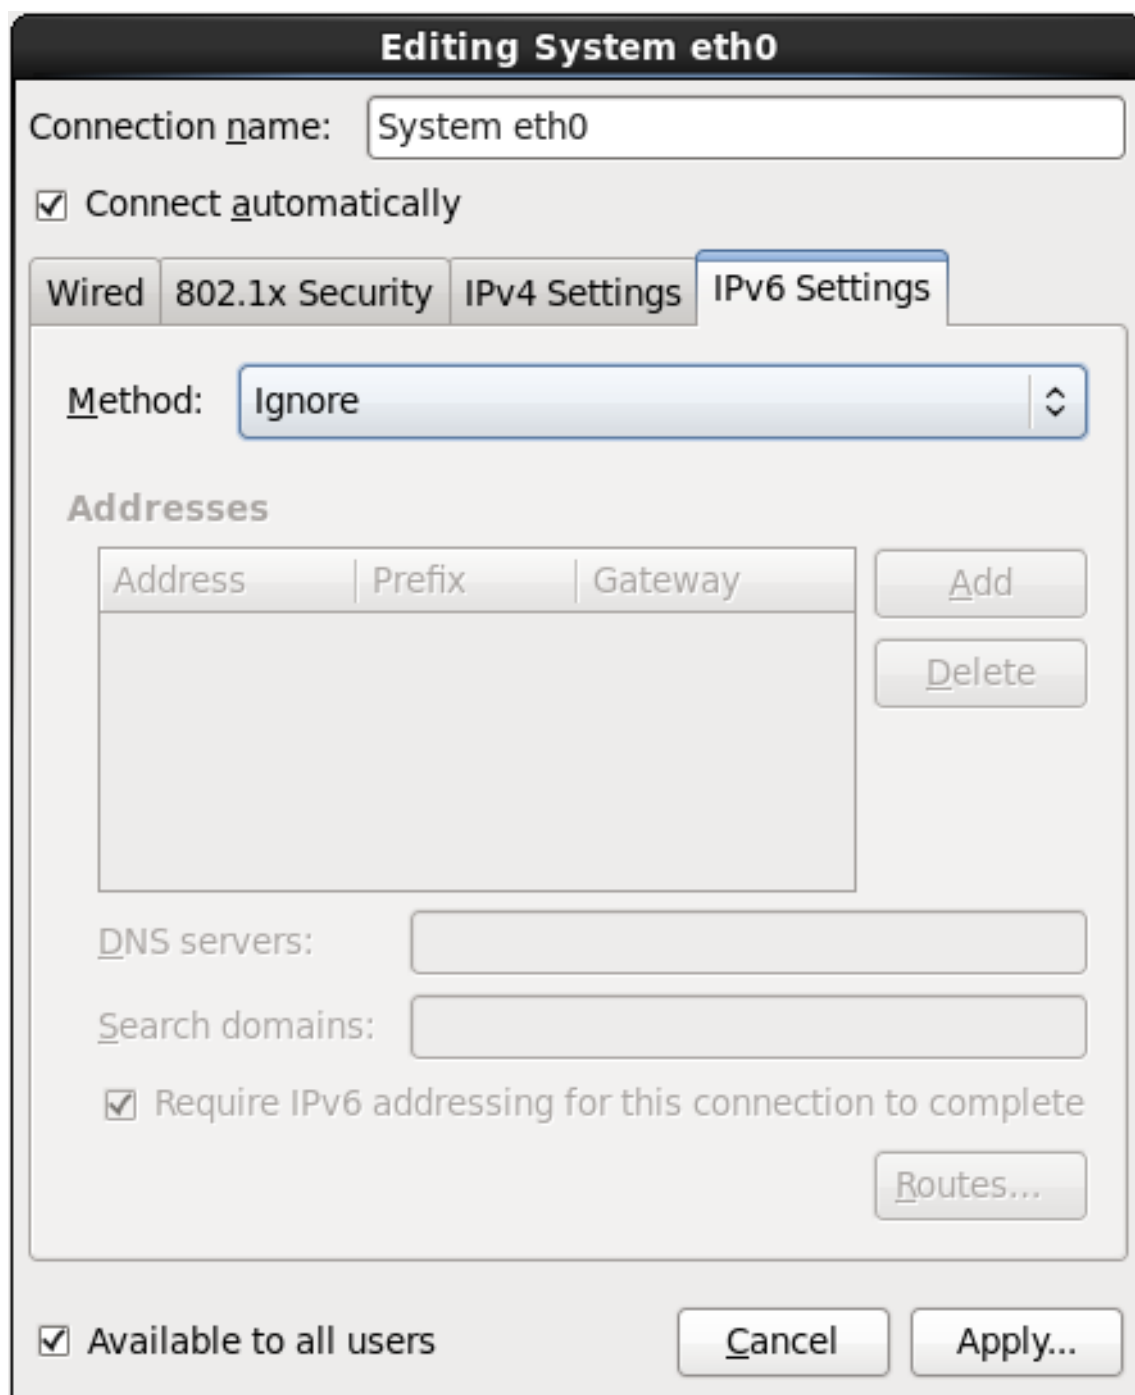 Editing System eth0
Connection name: System eth0
Connect automatically
Wired 802.1x Security IPv4 Settings IPv6 Settings
Method: Ignore
Addresses
Address Prefix Gateway Add
Delete
DNS servers:
Search domains:
Require IPv6 addressing for this connection to complete
Routes...
Available to all users Cancel Apply...